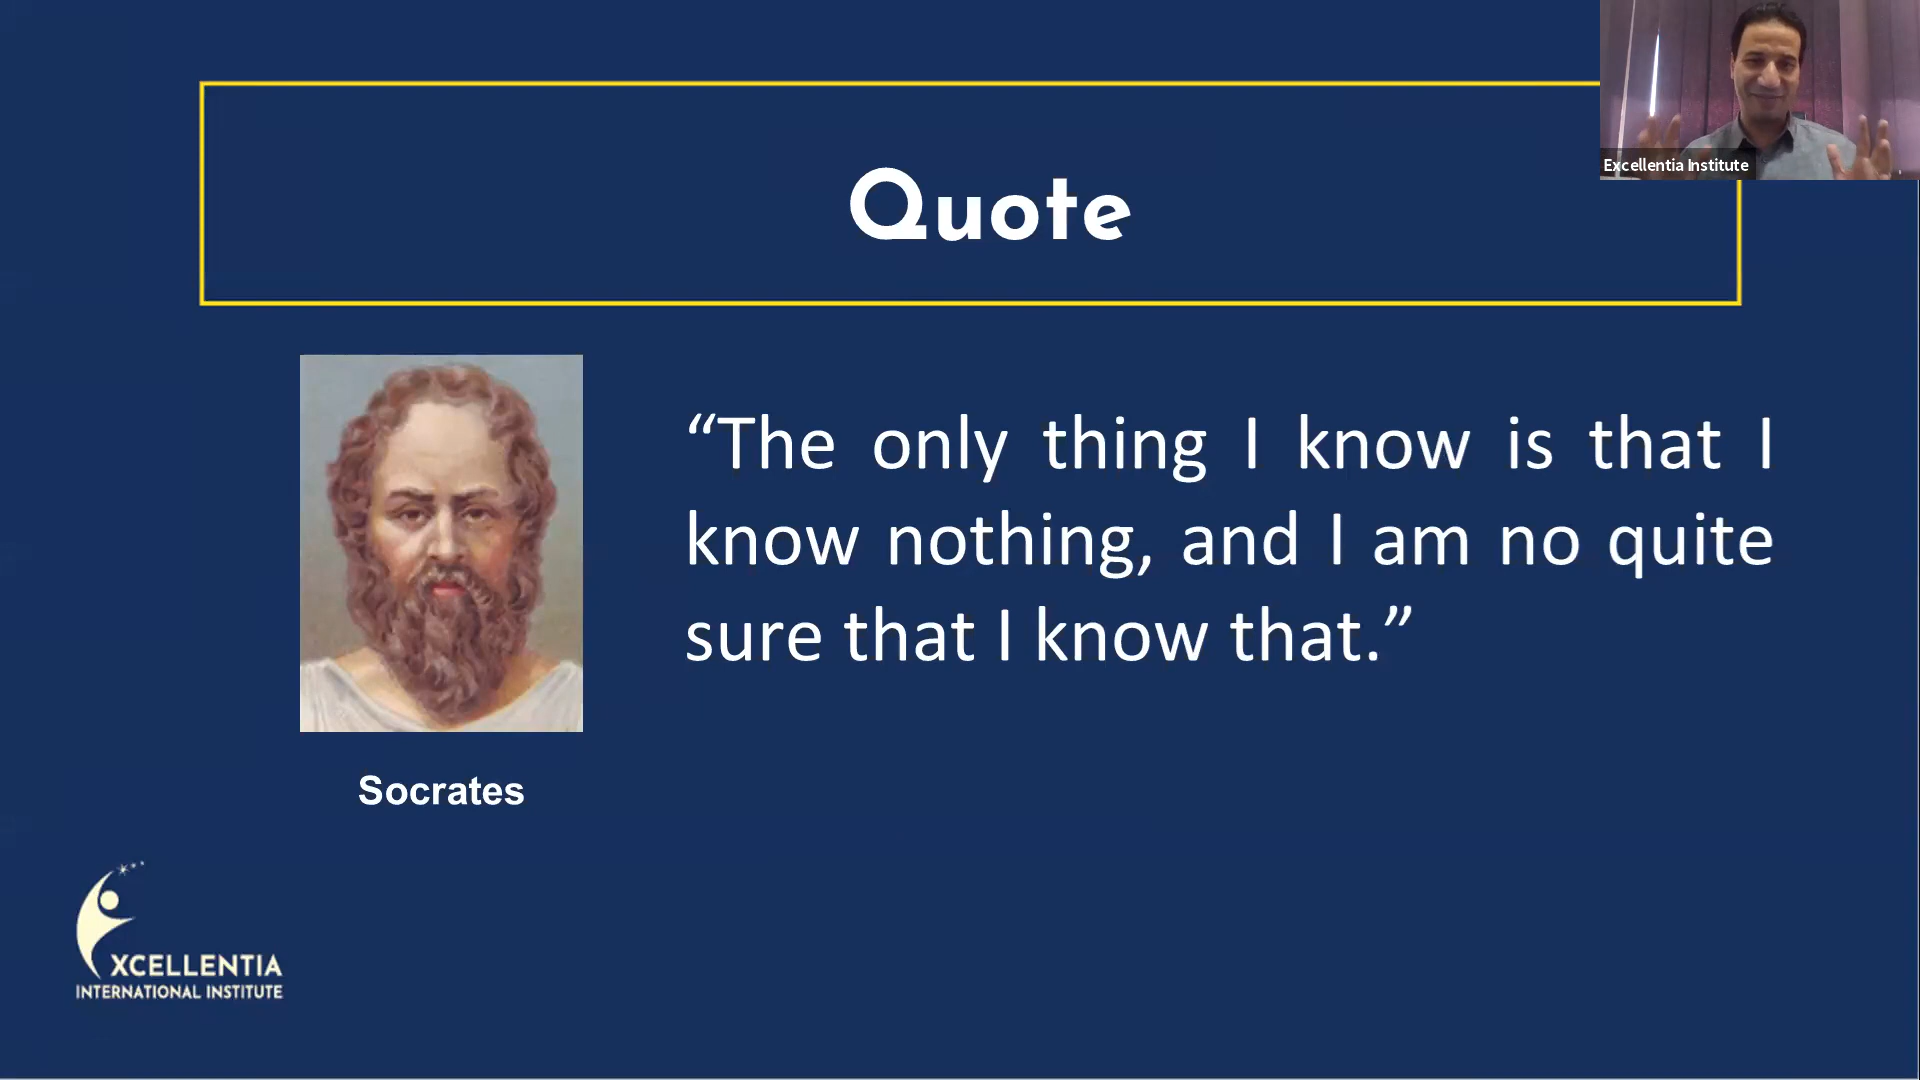 Quote
Excellentia Institute
“The only thing I know is that I
know nothing, and I am no quite
sure that I know that.”
Socrates
XCELLENTIA
INTERNATIONAL INSTITUTE